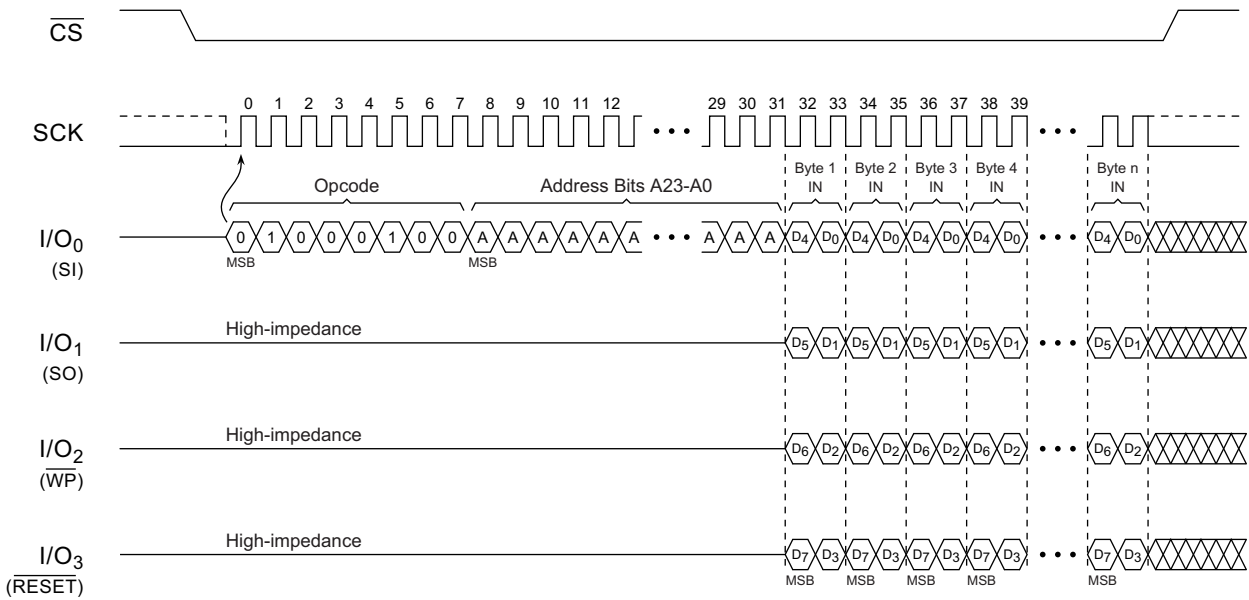 CS
0 1 2 3 4 5 6 7 8 9 10 11 12 29 30 31 32 33 34 35 36 37 38 39
SCK
Byte 1 IN Byte 2 IN Byte 3 IN Byte 4 IN Byte n IN
Opcode Address Bits A23-A0
I/O0 (SI) 0 1 0 0 0 1 0 0 A A A A A A A A A D4 D0 D4 D0 D4 D0 D4 D0 D4 D0
MSB MSB
High-impedance
I/O1 (SO) D5 D1 D5 D1 D5 D1 D5 D1 D5 D1
High-impedance
I/O2 (WP) D6 D2 D6 D2 D6 D2 D6 D2 D6 D2
High-impedance
I/O3 (RESET) D7 D3 D7 D3 D7 D3 D7 D3 D7 D3
MSB MSB MSB MSB MSB